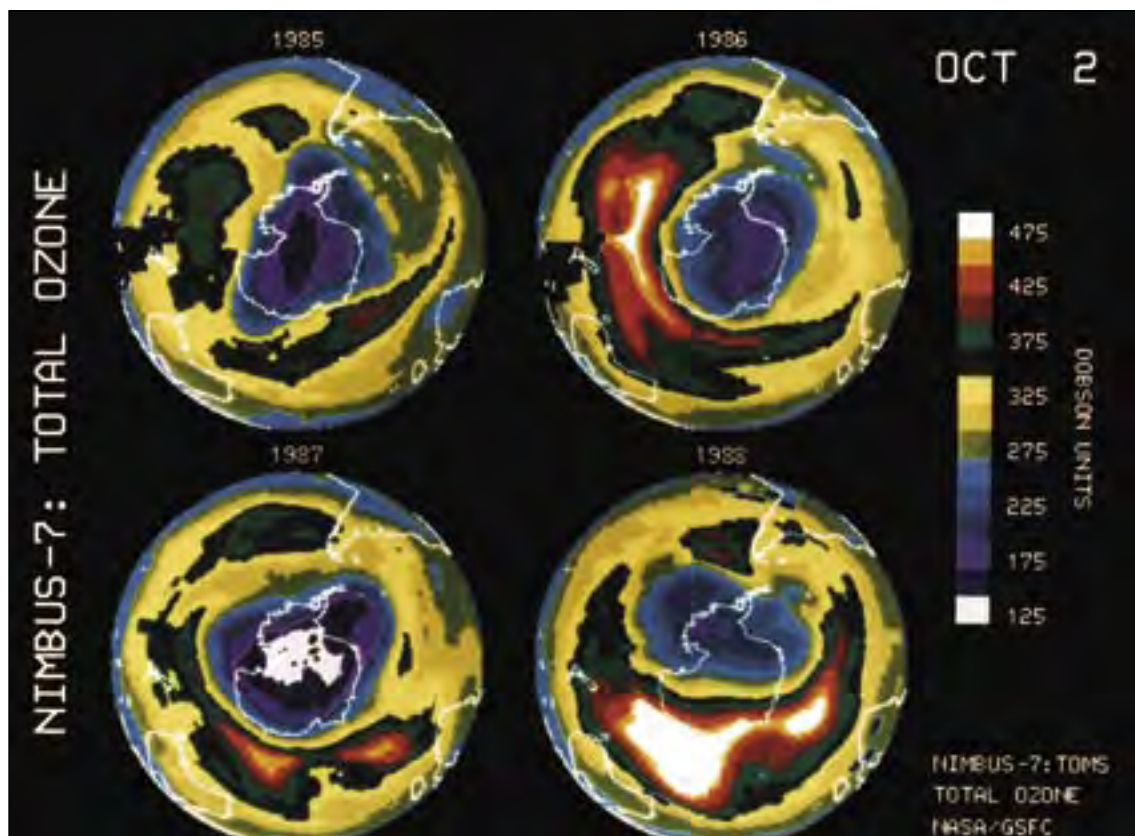 NIMBUS-7: TOTAL OZONE
1985
1986
OCT 2
475
425
375
325
275
225
175
125
DOBSON UNITS
1987
1988
NIMBUS-7:TOMS
TOTAL OZONE
NASA/GSFC